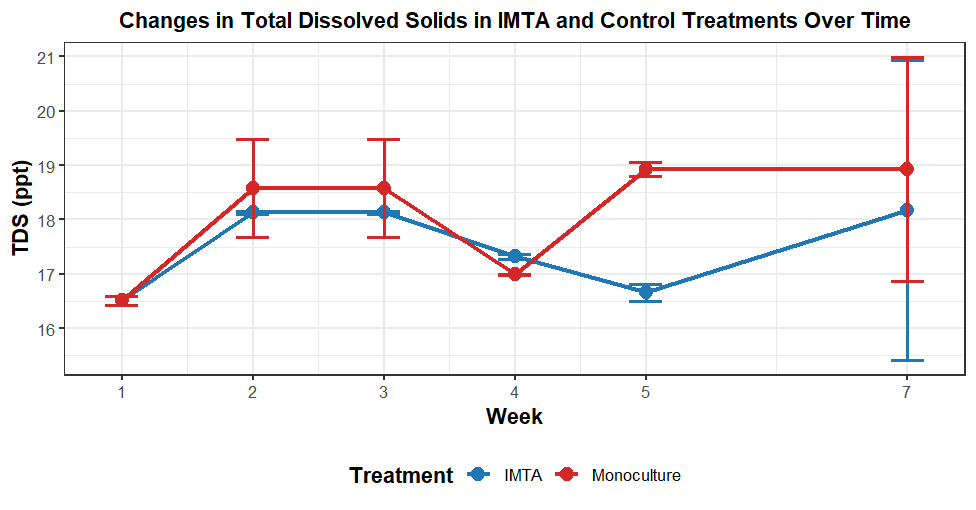 Changes in Total Dissolved Solids in IMTA and Control Treatments Over Time
TDS (ppt)
21
20
19
18
17
16
1 2 3 4 5 7
Week
Treatment IMTA Monoculture